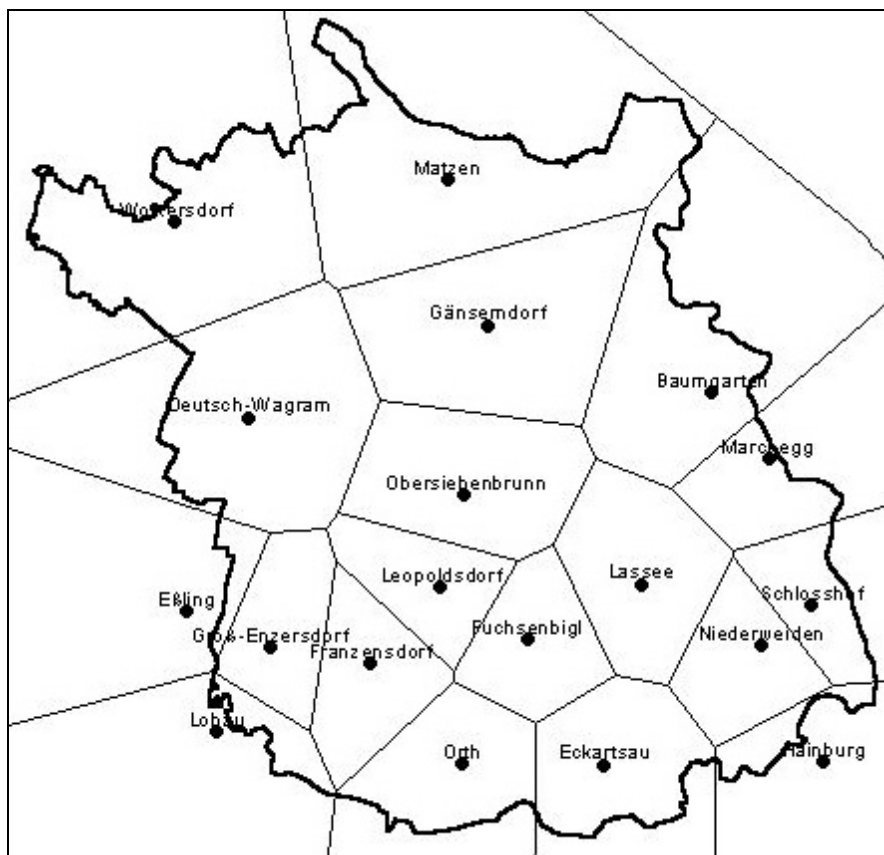 Matzen
Wolkersdorf
Gänserndorf
Baumgarten
Deutsch-Wagram
Marchegg
Obersiebenbrunn
Leopoldsdorf
Lassee
Schlosshof
Eßling
Groß-Enzersdorf
Fuchsenbigl
Niederweiden
Franzensdorf
Lobau
Orth
Eckartsau
Hainburg